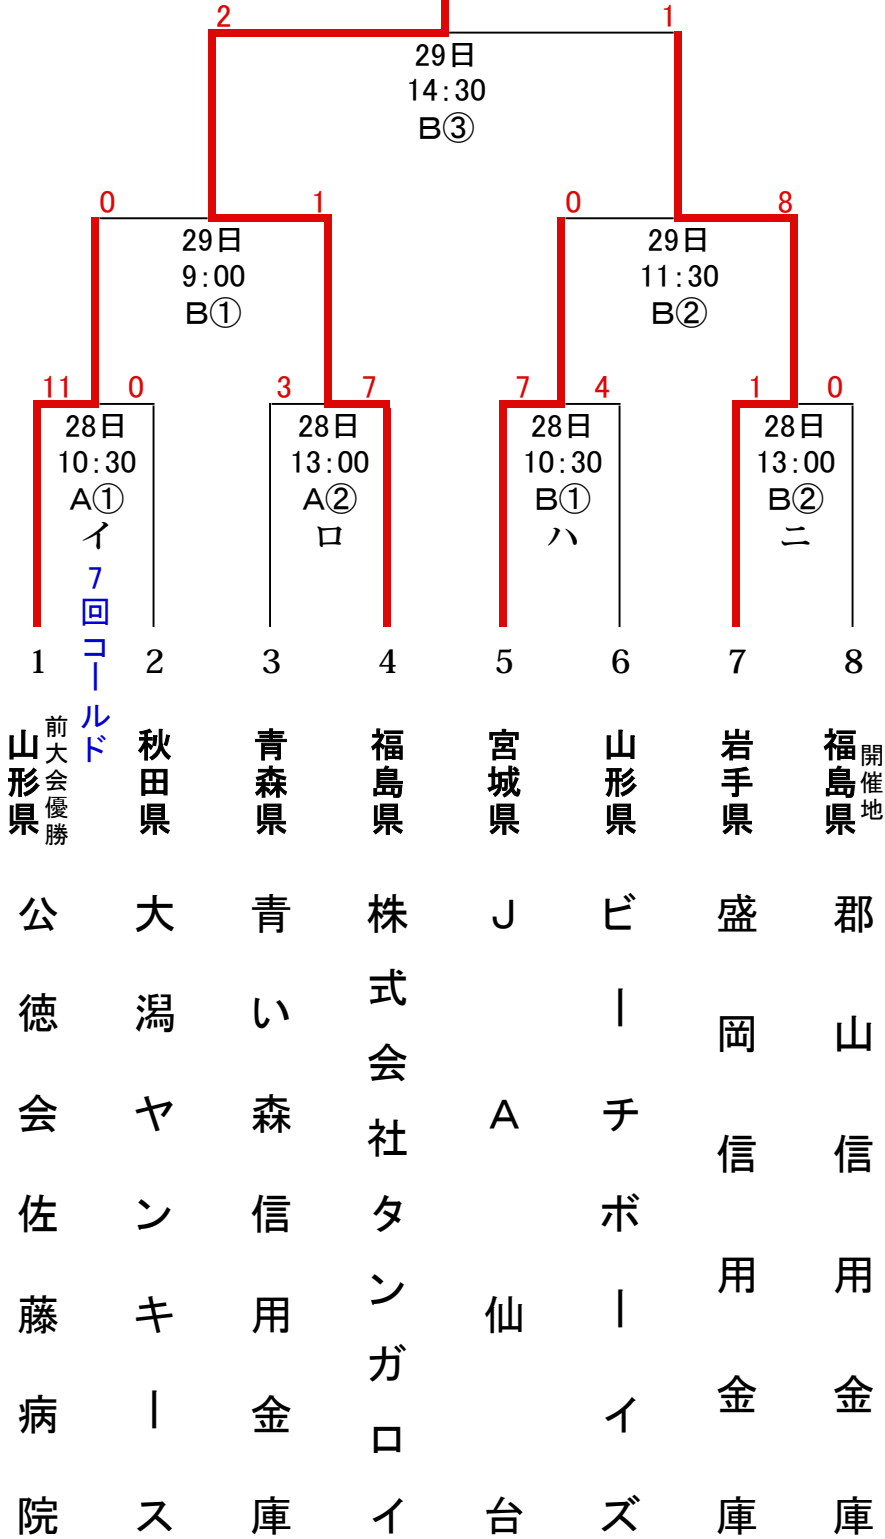 2
1
29日
14:30
B③
0
1
0
8
29日
9:00
B①
29日
11:30
B②
11
0
3
7
7
4
1
0
28日
10:30
A①
イ
28日
13:00
A②
ロ
28日
10:30
B①
ハ
28日
13:00
B②
ニ
7回コールド
1
2
3
4
5
6
7
8
山形県
前大会優勝
秋田県
青森県
福島県
宮城県
山形県
岩手県
福島県
開催地
公徳会佐藤病院
大潟ヤンキース
青い森信用金庫
株式会社タンガロイ
JA仙台
ビーチボーイズ
盛岡信用金庫
郡山信用金庫